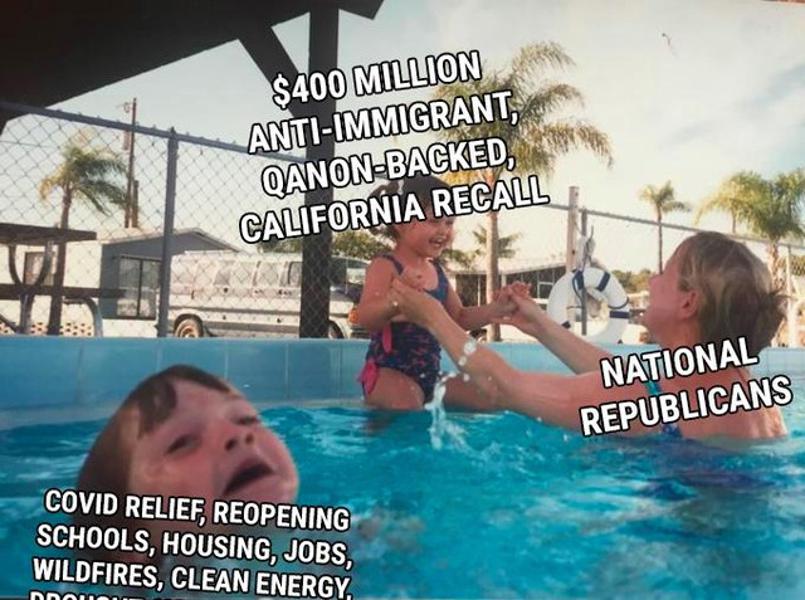 $400 MILLION
ANTI-IMMIGRANT,
QANON-BACKED,
CALIFORNIA RECALL
NATIONAL
REPUBLICANS
COVID RELIEF, REOPENING
SCHOOLS, HOUSING, JOBS,
WILDFIRES, CLEAN ENERGY,